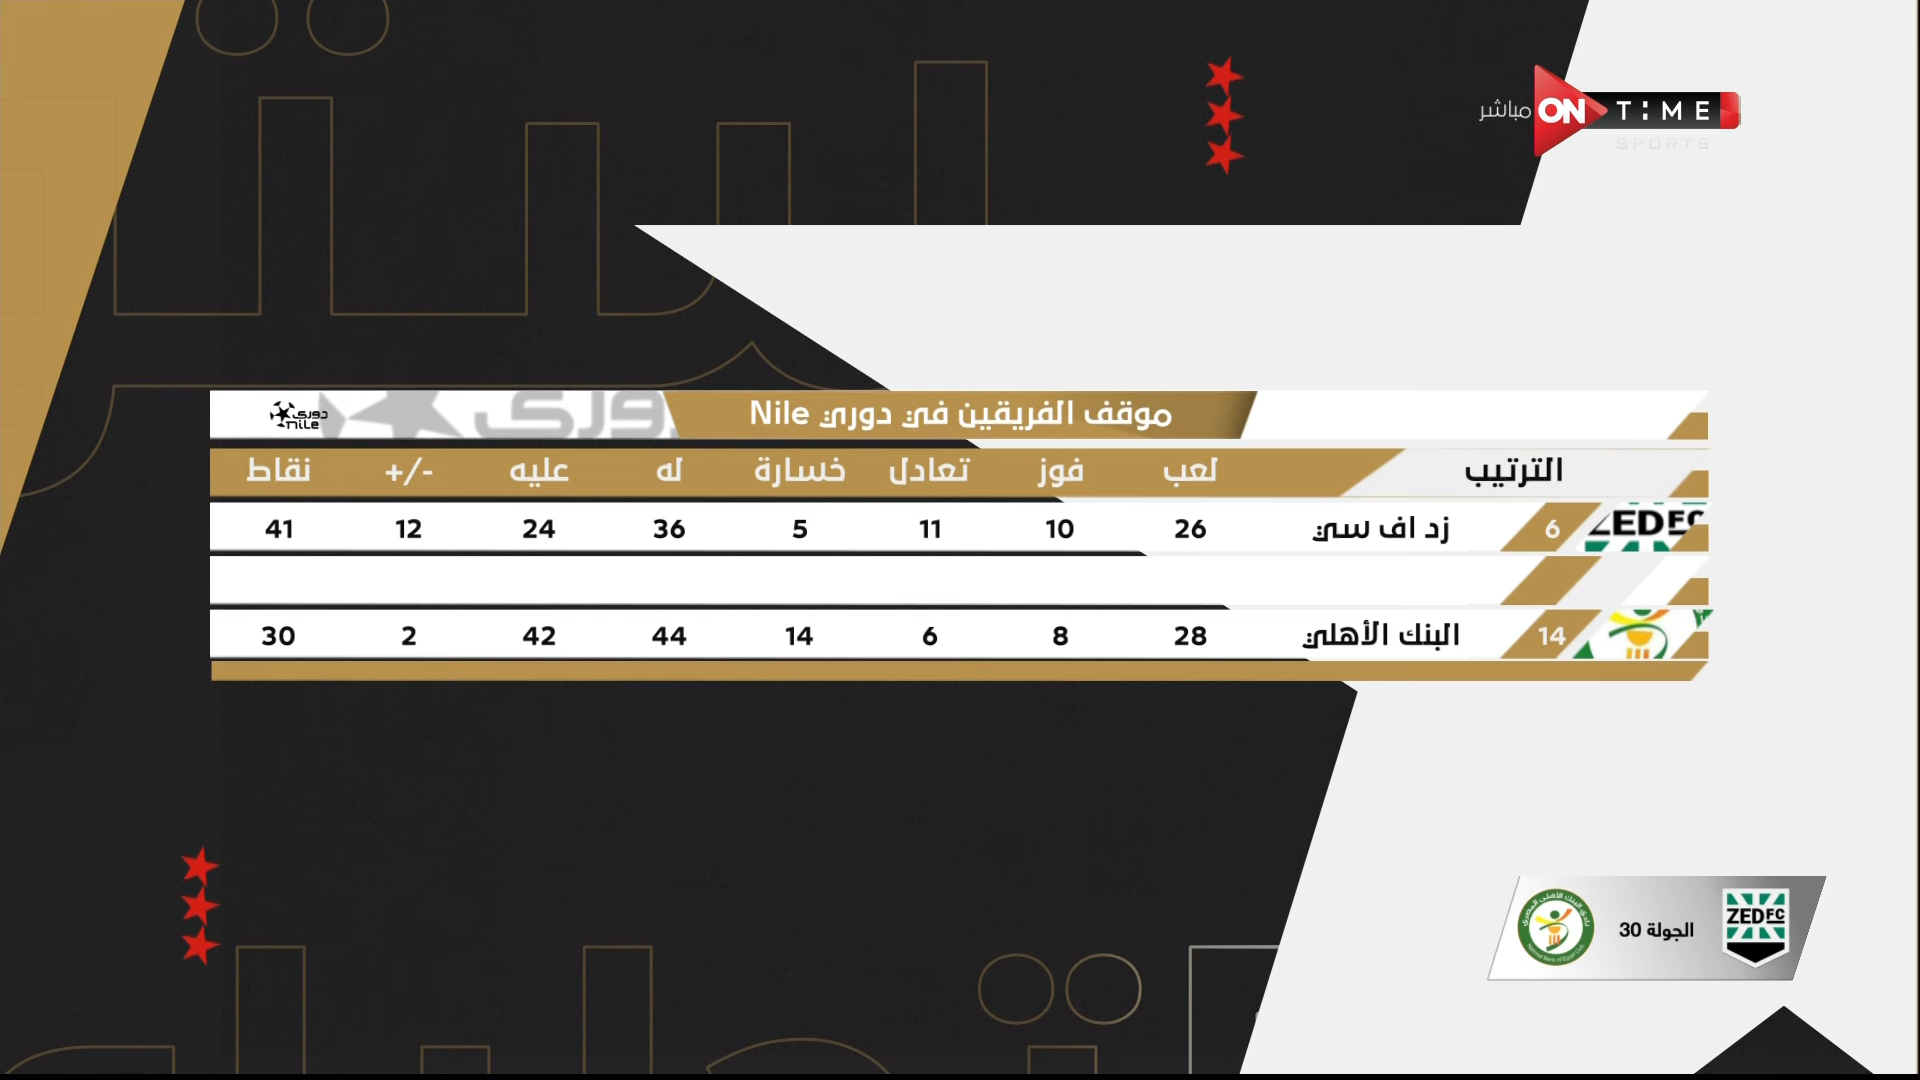 مباشر ON TIME
SPORTS
موقف الفريقين في دوري Nile
دوري
nile
الترتيب لعب فوز تعادل خسارة له عليه +/- نقاط
ZED FC 6 زد اف سي 26 10 11 5 36 24 12 41
14 البنك الأهلي 28 8 6 14 44 42 2 30
ZED FC الجولة 30